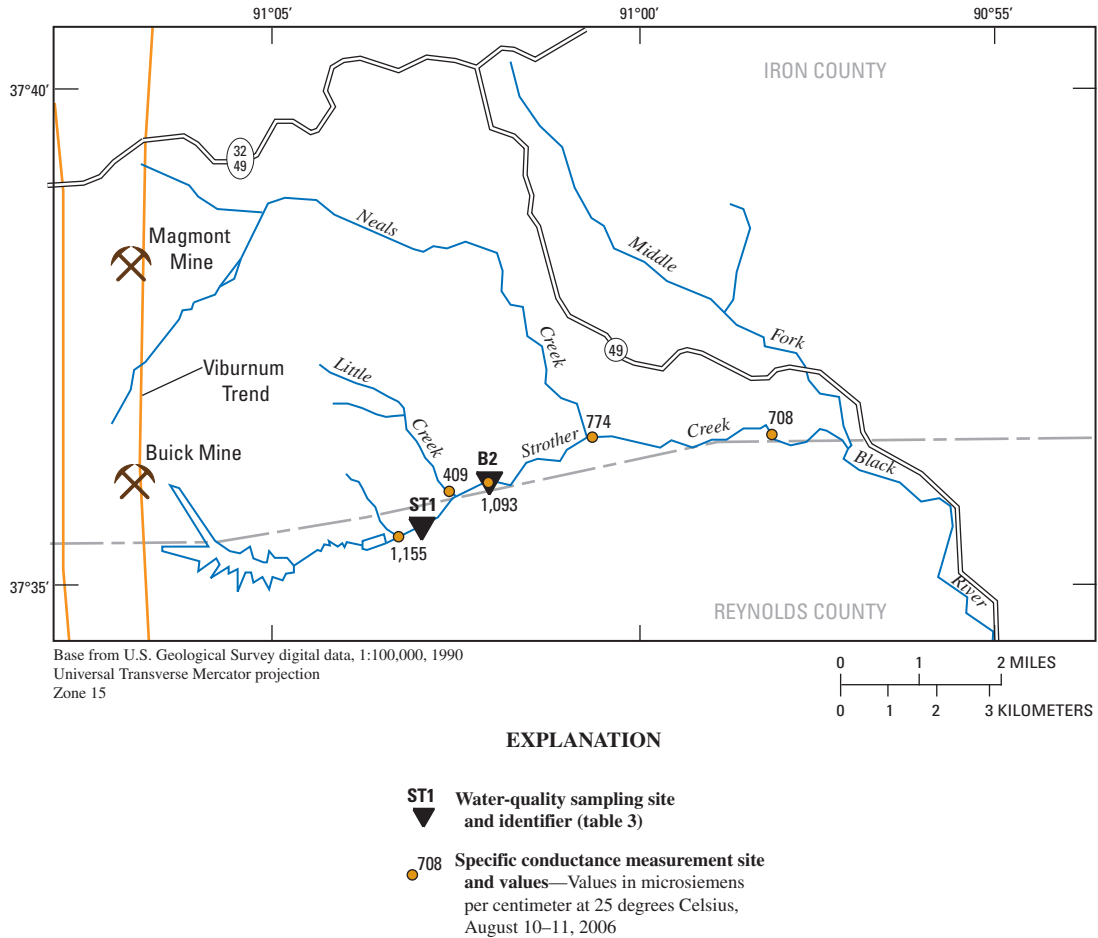 91°05′
91°00′
90°55′
37°40′
IRON COUNTY
32
49
Neals
Magmont
Mine
Middle
Creek
Fork
49
Little
Viburnum
Trend
Creek
Strother
774
Creek
708
Buick Mine
B2
409
Black
1,093
ST1
1,155
37°35′
River
REYNOLDS COUNTY
Base from U.S. Geological Survey digital data, 1:100,000, 1990
Universal Transverse Mercator projection
Zone 15
0 1 2 MILES
0 1 2 3 KILOMETERS
EXPLANATION
ST1 Water-quality sampling site
and identifier (table 3)
708 Specific conductance measurement site
and values—Values in microsiemens
per centimeter at 25 degrees Celsius,
August 10–11, 2006